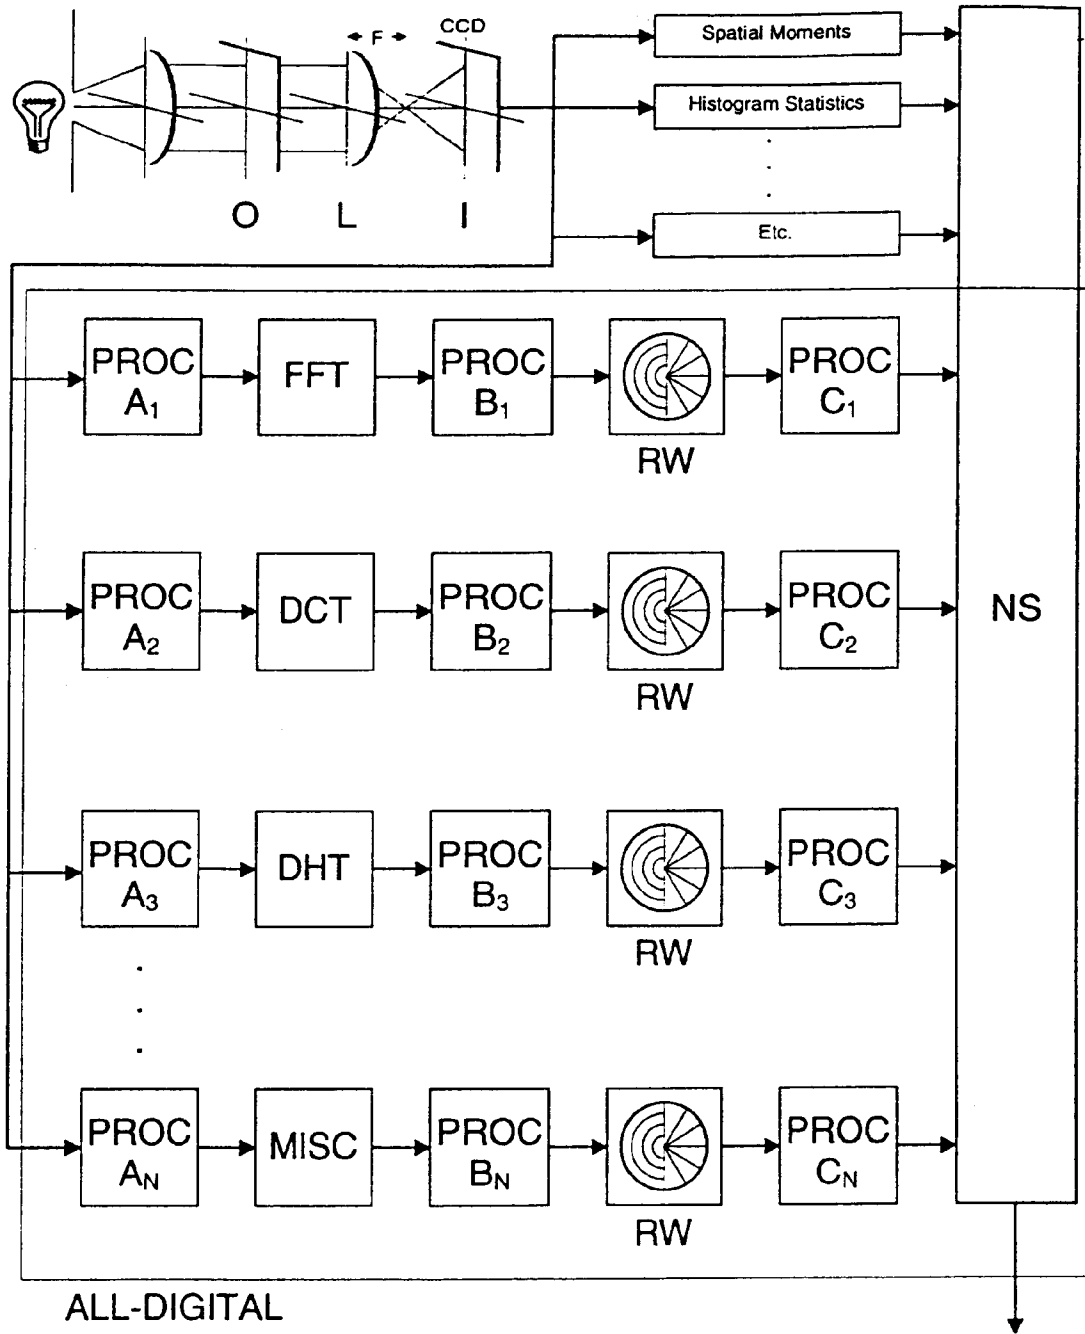 F
CCD
O L I
Spatial Moments
Histogram Statistics
Etc.
PROC A1 FFT PROC B1 RW PROC C1
PROC A2 DCT PROC B2 RW PROC C2
NS
PROC A3 DHT PROC B3 RW PROC C3
PROC AN MISC PROC BN RW PROC CN
ALL-DIGITAL